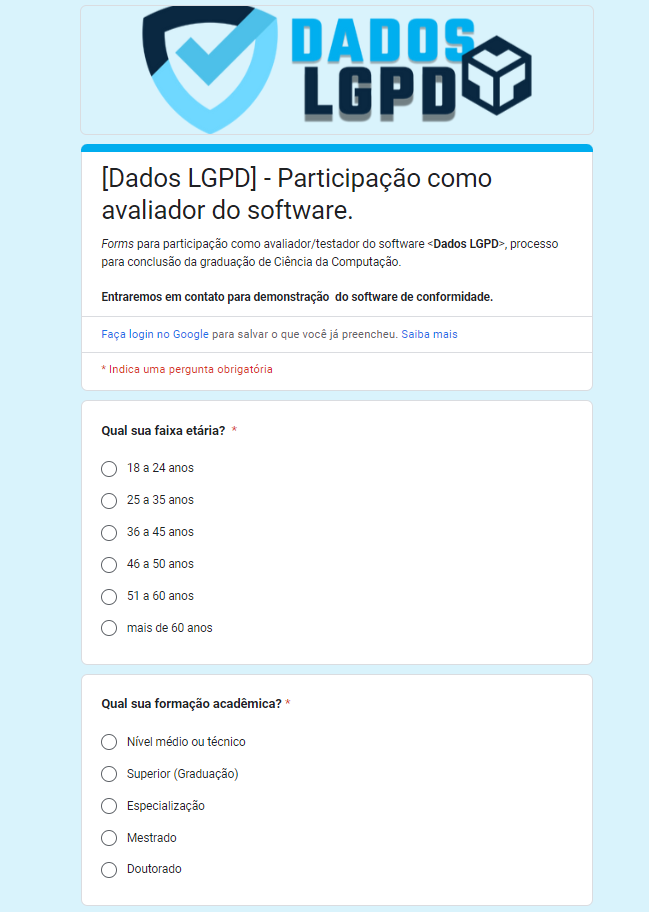 DADOS
LGPD
[Dados LGPD] - Participação como
avaliador do software.
Forms para participação como avaliador/testador do software <Dados LGPD>, processo
para conclusão da graduação de Ciência da Computação.
Entraremos em contato para demonstração  do software de conformidade.
Faça login no Google para salvar o que você já preencheu. Saiba mais
* Indica uma pergunta obrigatória
Qual sua faixa etária? *
18 a 24 anos
25 a 35 anos
36 a 45 anos
46 a 50 anos
51 a 60 anos
mais de 60 anos
Qual sua formação acadêmica? *
Nível médio ou técnico
Superior (Graduação)
Especialização
Mestrado
Doutorado